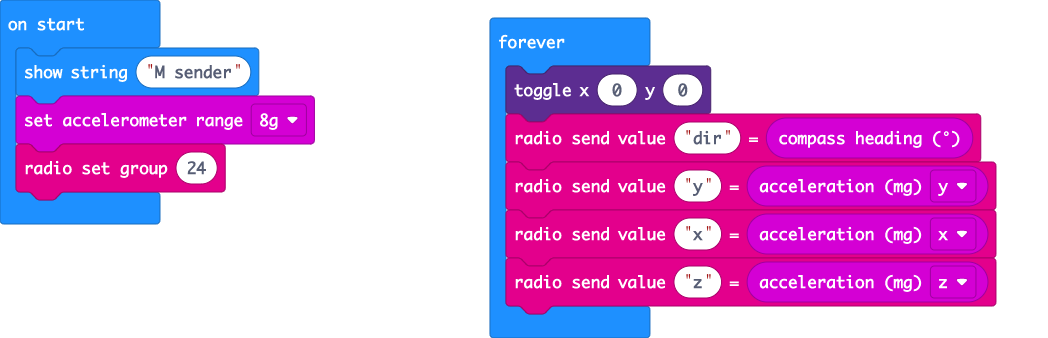 on start
show string "M sender"
set accelerometer range 8g
radio set group 24
forever
toggle x 0 y 0
radio send value "dir" = compass heading (°)
radio send value "y" = acceleration (mg) y
radio send value "x" = acceleration (mg) x
radio send value "z" = acceleration (mg) z